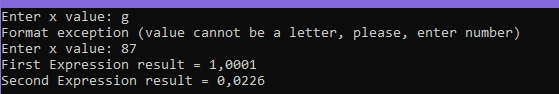 Enter x value: g
Format exception (value cannot be a letter, please, enter number)
Enter x value: 87
First Expression result = 1,0001
Second Expression result = 0,0226